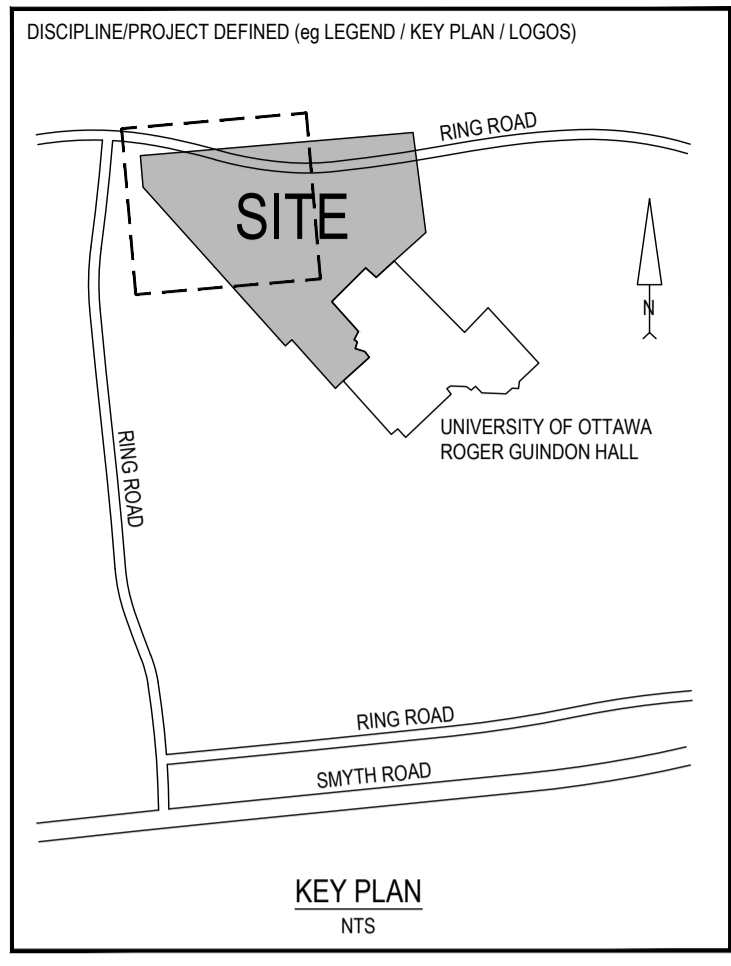 DISCIPLINE/PROJECT DEFINED (eg LEGEND / KEY PLAN / LOGOS)
RING ROAD
SITE
N
UNIVERSITY OF OTTAWA
ROGER GUINDON HALL
RING ROAD
RING ROAD
SMYTH ROAD
KEY PLAN
NTS